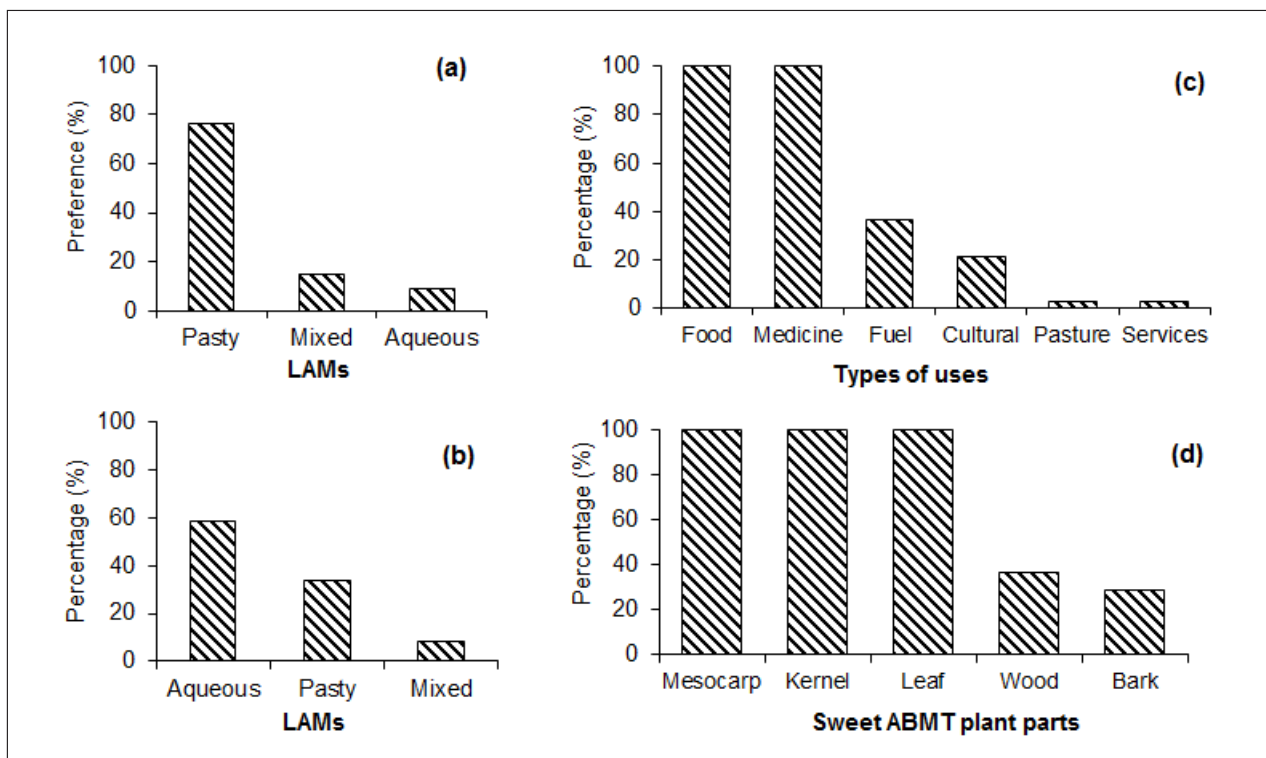 (a)
Preference (%)
100
80
60
40
20
0
Pasty Mixed Aqueous
LAMs
(c)
Percentage (%)
100
80
60
40
20
0
Food Medicine Fuel Cultural Pasture Services
Types of uses
(b)
Percentage (%)
100
80
60
40
20
0
Aqueous Pasty Mixed
LAMs
(d)
Percentage (%)
100
80
60
40
20
0
Mesocarp Kernel Leaf Wood Bark
Sweet ABMT plant parts